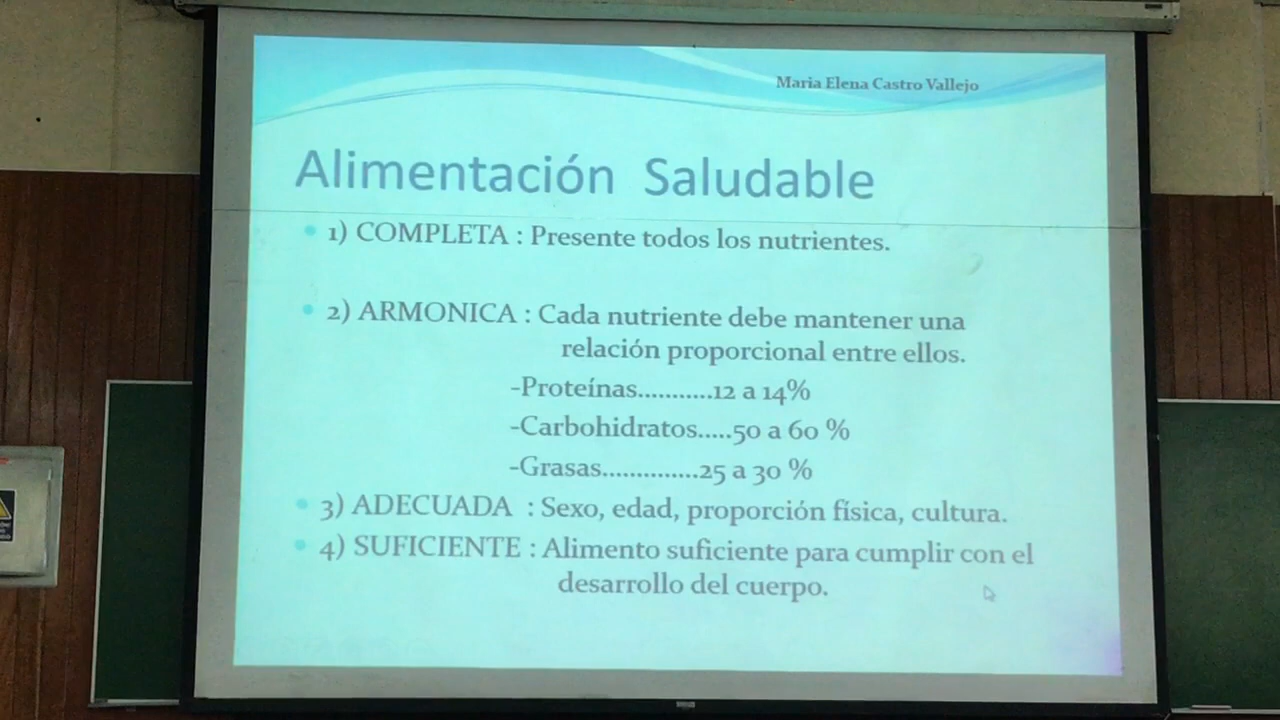 Maria Elena Castro Vallejo
Alimentación Saludable
1) COMPLETA : Presente todos los nutrientes.
2) ARMONICA : Cada nutriente debe mantener una
relación proporcional entre ellos.
-Proteínas...........12 a 14%
-Carbohidratos.....50 a 60 %
-Grasas..............25 a 30 %
3) ADECUADA : Sexo, edad, proporción física, cultura.
4) SUFICIENTE : Alimento suficiente para cumplir con el
desarrollo del cuerpo.